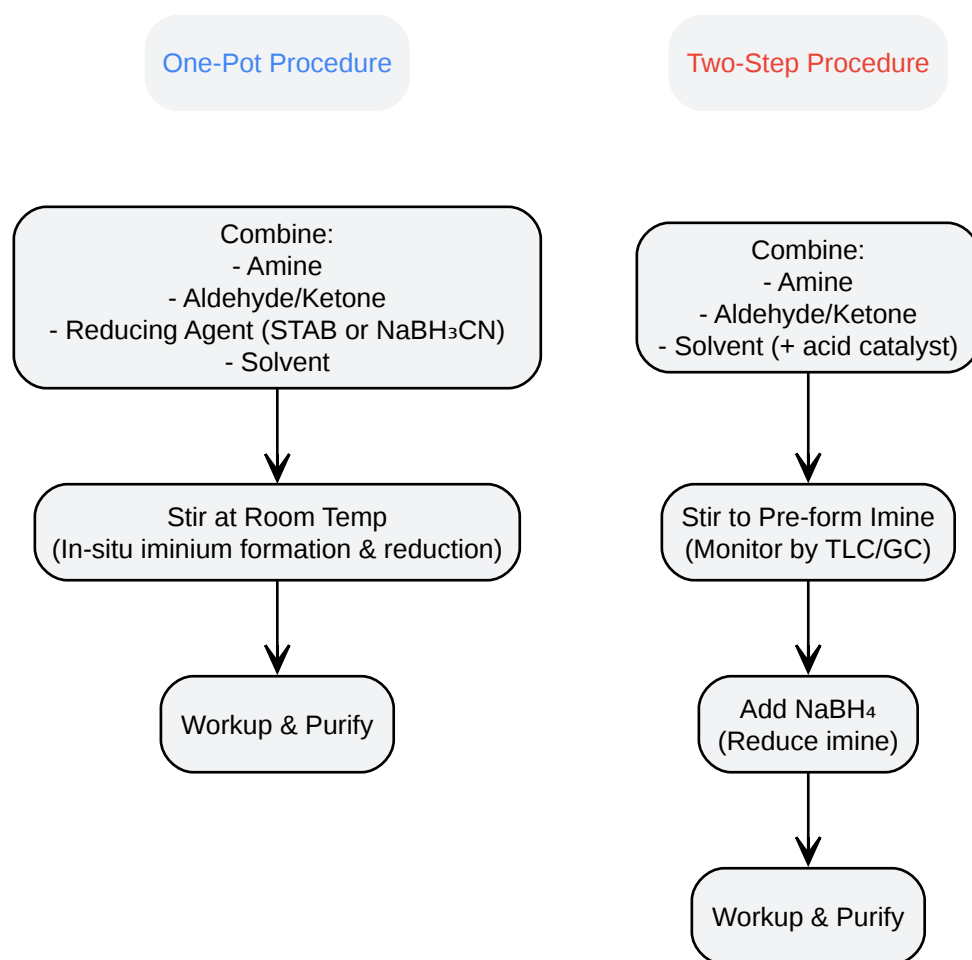 One-Pot Procedure
Two-Step Procedure
Combine:
- Amine
- Aldehyde/Ketone
- Reducing Agent (STAB or NaBH₃CN)
- Solvent
Combine:
- Amine
- Aldehyde/Ketone
- Solvent (+ acid catalyst)
Stir at Room Temp
(In-situ iminium formation & reduction)
Stir to Pre-form Imine
(Monitor by TLC/GC)
Workup & Purify
Add NaBH₄
(Reduce imine)
Workup & Purify